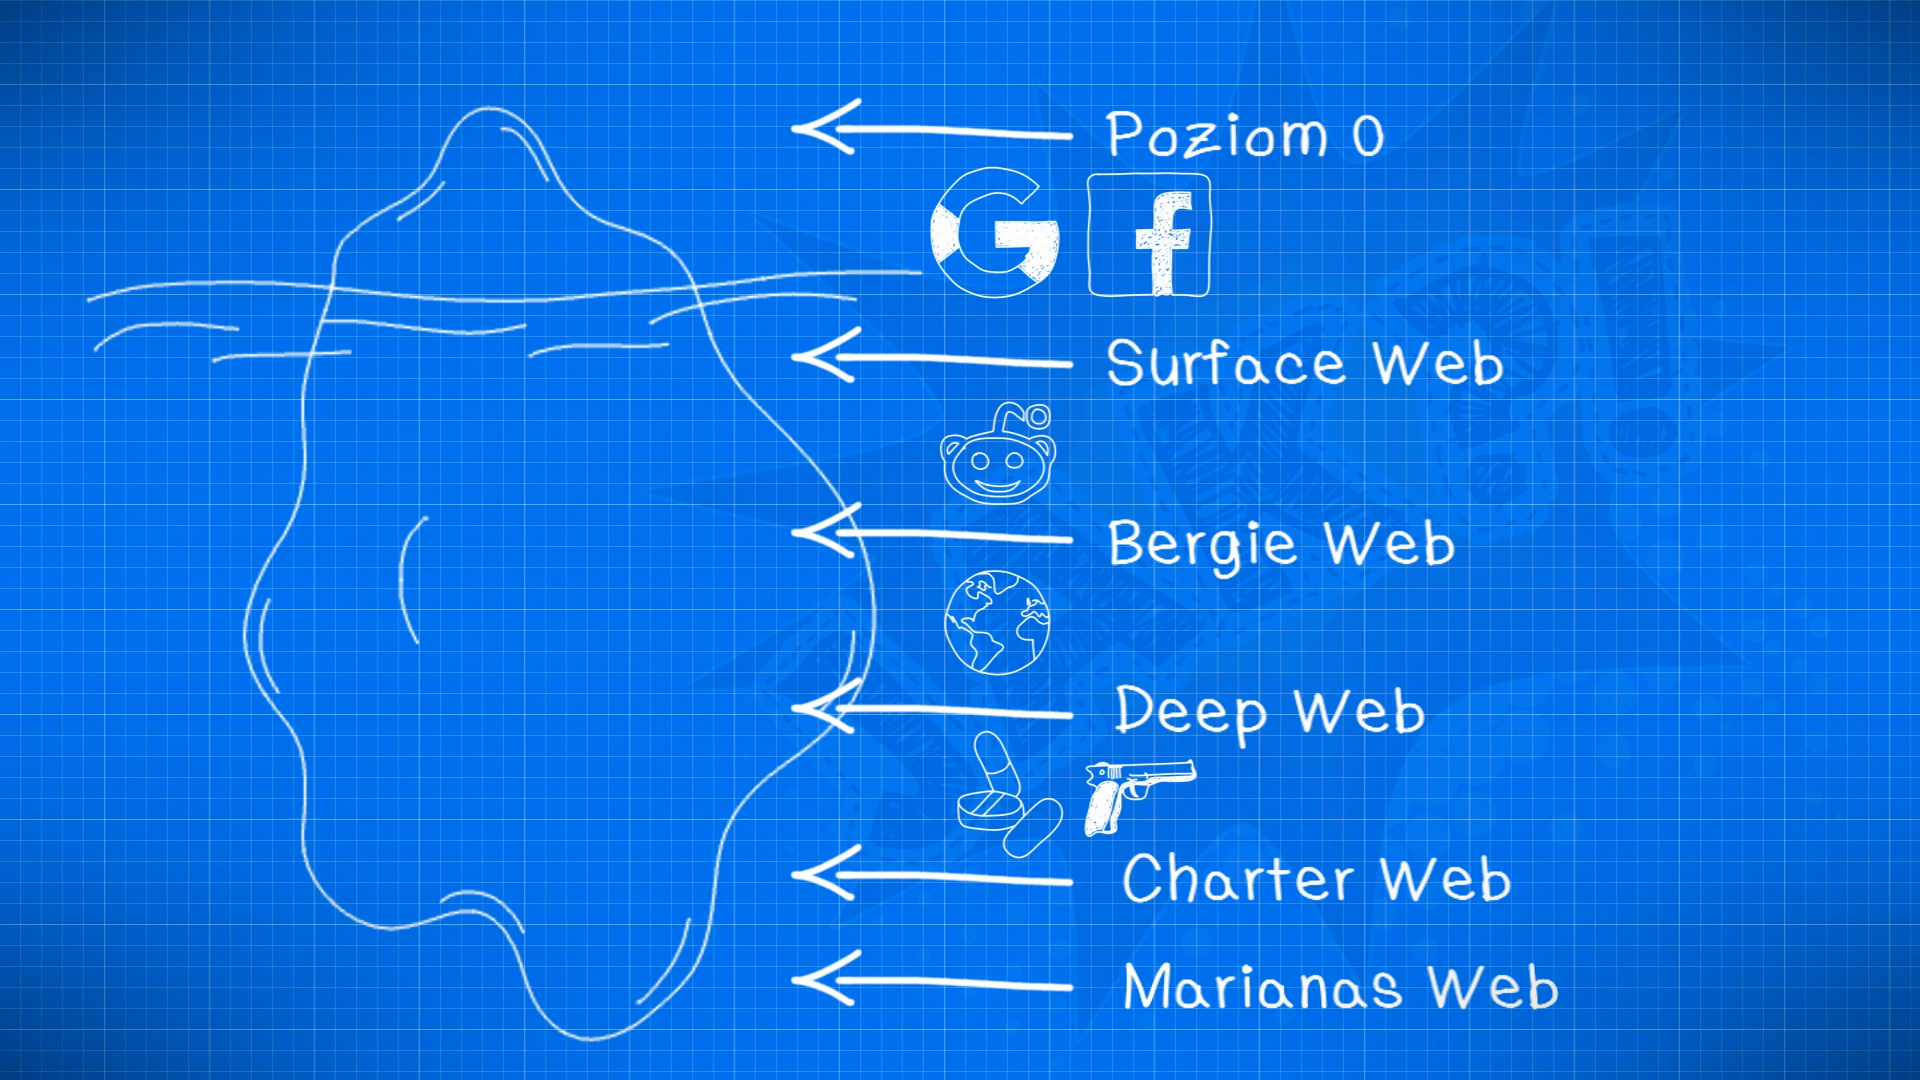 Poziom 0
G f
Surface Web
Bergie Web
Deep Web
Charter Web
Marianas Web